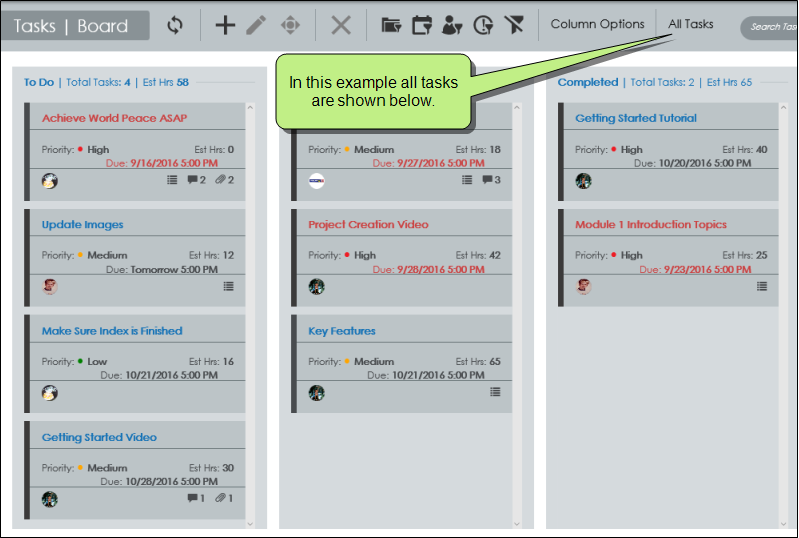 Tasks | Board
Column Options
All Tasks
Search Tas
In this example all tasks
are shown below.
To Do | Total Tasks: 4 | Est Hrs 58
Achieve World Peace ASAP
Priority: High Est Hrs: 0
Due: 9/16/2016 5:00 PM
2 2
Update Images
Priority: Medium Est Hrs: 12
Due: Tomorrow 5:00 PM
Make Sure Index is Finished
Priority: Low Est Hrs: 16
Due: 10/21/2016 5:00 PM
Getting Started Video
Priority: Medium Est Hrs: 30
Due: 10/28/2016 5:00 PM
1 1
Priority: Medium Est Hrs: 18
Due: 9/27/2016 5:00 PM
3
Project Creation Video
Priority: High Est Hrs: 42
Due: 9/28/2016 5:00 PM
Key Features
Priority: Medium Est Hrs: 65
Due: 10/21/2016 5:00 PM
Completed | Total Tasks: 2 | Est Hrs 65
Getting Started Tutorial
Priority: High Est Hrs: 40
Due: 10/20/2016 5:00 PM
Module 1 Introduction Topics
Priority: High Est Hrs: 25
Due: 9/23/2016 5:00 PM